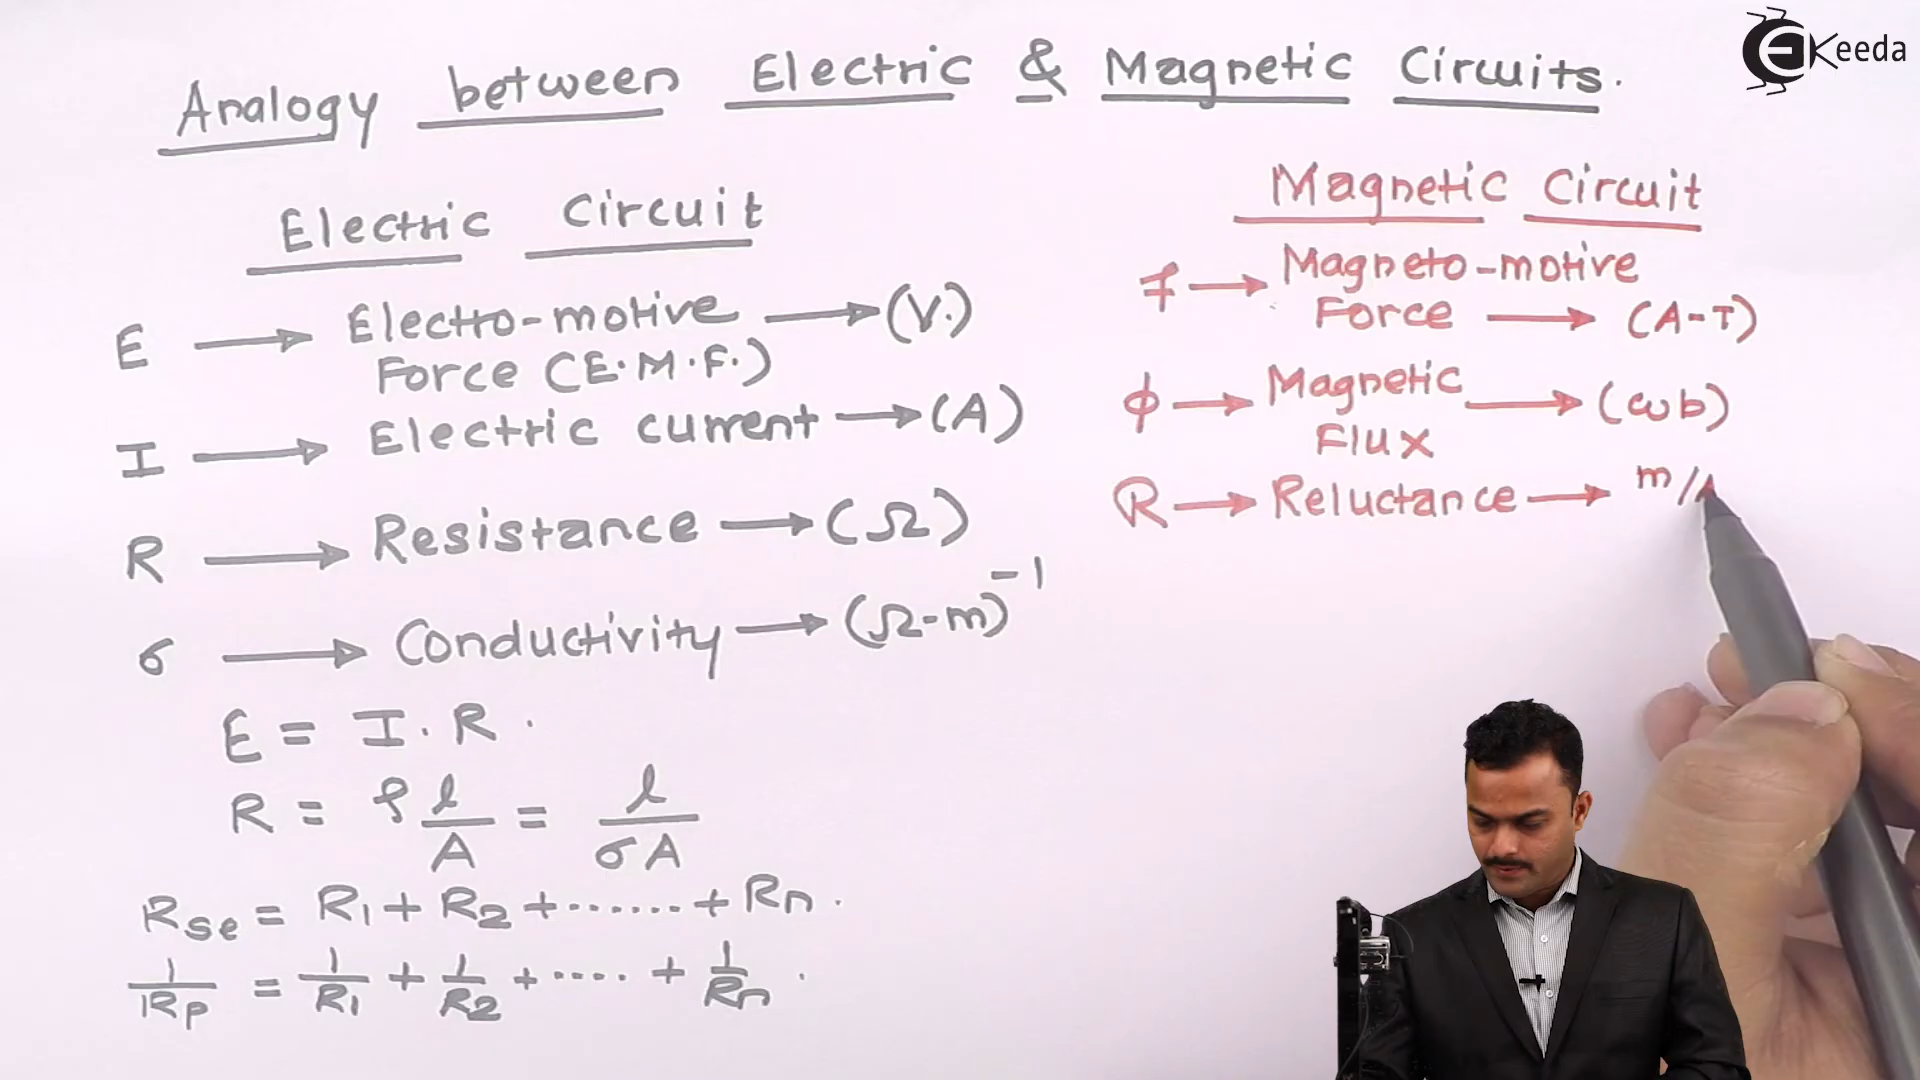 EKeeda
Analogy between Electric & Magnetic Circuits.
Electric Circuit
E → Electro-motive Force (E.M.F.) → (V.)
I → Electric current → (A)
R → Resistance → (Ω)
σ → Conductivity → (Ω-m)⁻¹
E = I.R.
R = ρ l/A = l/σA
Rse = R1 + R2 + ....... + Rn.
1/Rp = 1/R1 + 1/R2 + ..... + 1/Rn.
Magnetic Circuit
Ƒ → Magneto-motive
Force → (A-T)
ϕ → Magnetic → (wb)
Flux
R → Reluctance → m/